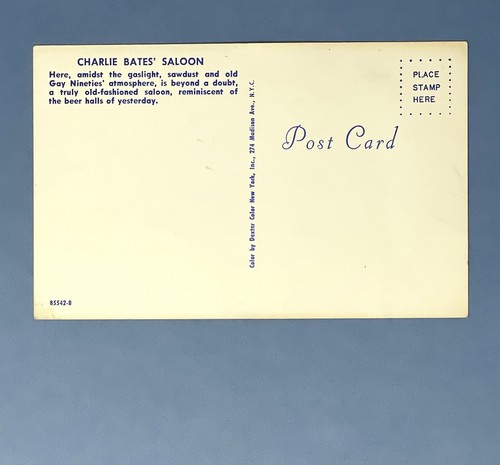 CHARLIE BATES' SALOON
Here, amidst the gaslight, sawdust and old
Gay Nineties' atmosphere, is beyond a doubt,
a truly old-fashioned saloon, reminiscent of
the beer halls of yesterday.
85542-B
Color by Dexter Color New York, Inc., 274 Madison Ave., N.Y.C.
Post Card
PLACE
STAMP
HERE